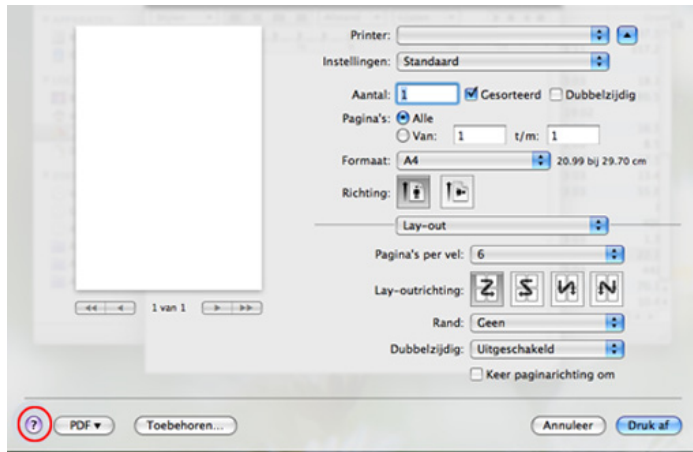 Printer:
Instellingen: Standaard
Aantal: 1 Gesorteerd Dubbelzijdig
Pagina's: Alle
Van: 1 t/m: 1
Formaat: A4 20.99 bij 29.70 cm
Richting:
Lay-out
Pagina's per vel: 6
Lay-outrichting:
Rand: Geen
Dubbelzijdig: Uitgeschakeld
Keer paginarichting om
1 van 1
? PDF Toebehoren... Annuleer Druk af